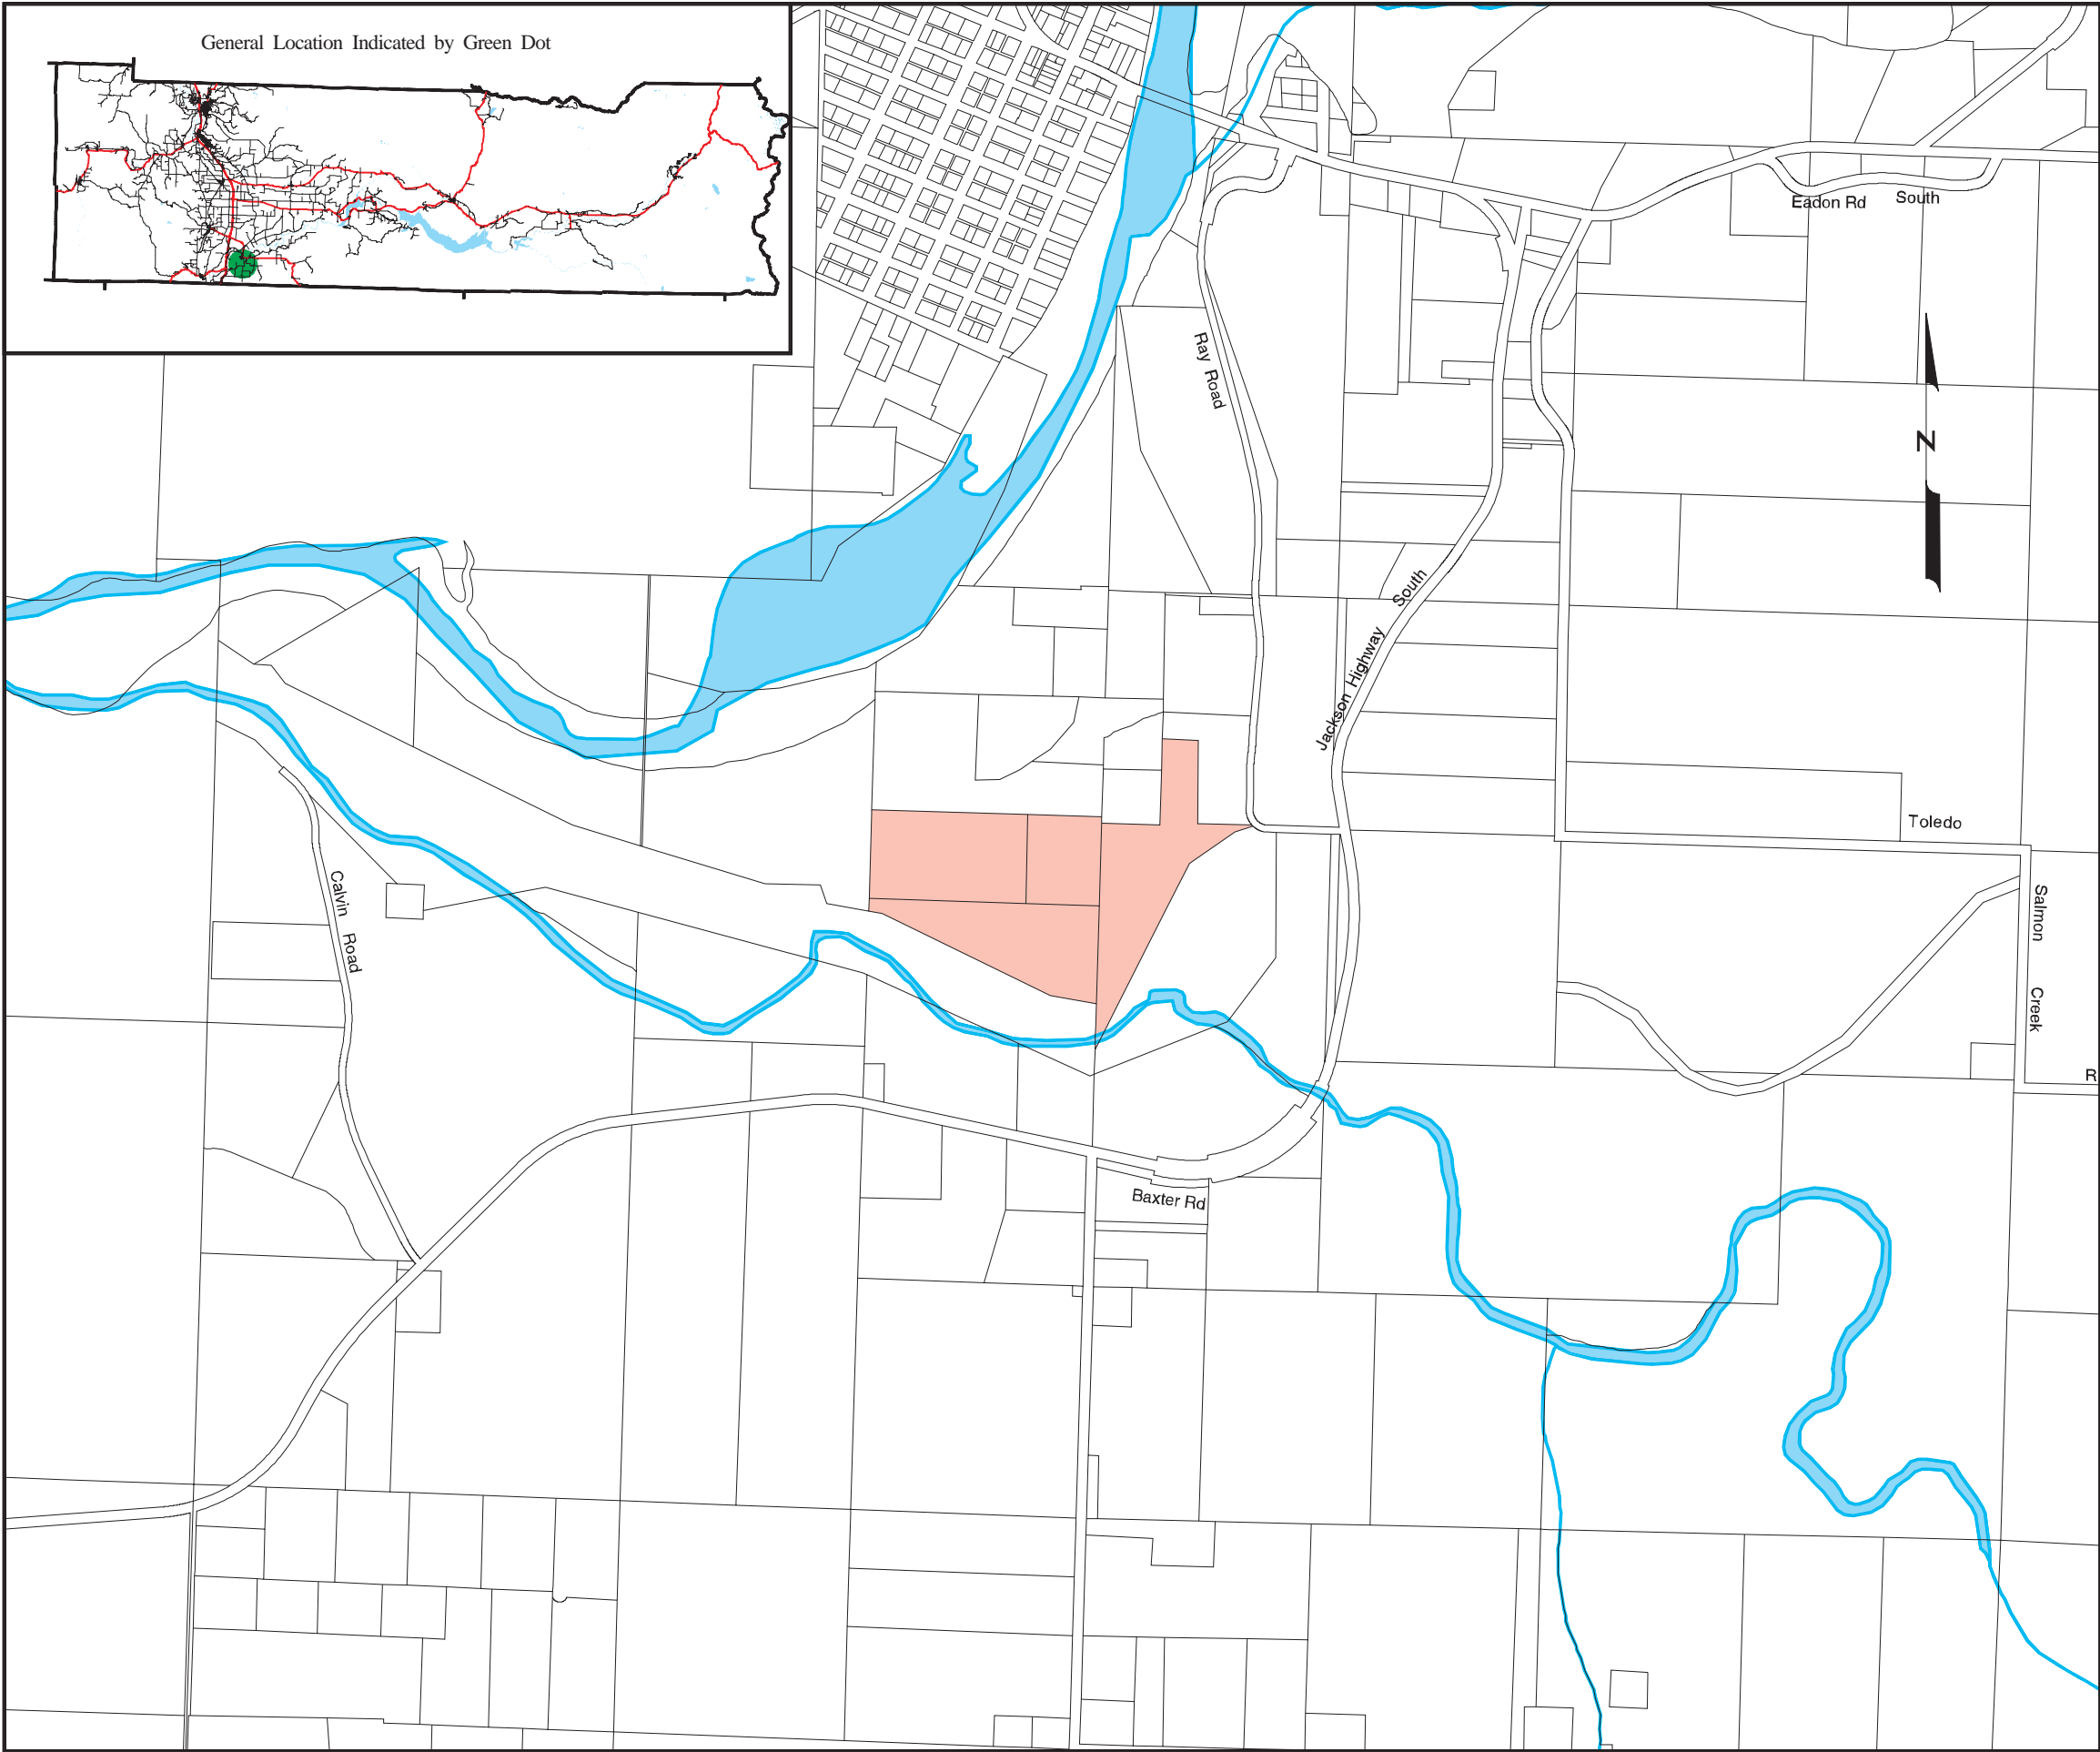 General Location Indicated by Green Dot
Eadon Rd South
Ray Road
N
Jackson Highway South
Toledo
Calvin Road
Salmon Creek
R
Baxter Rd